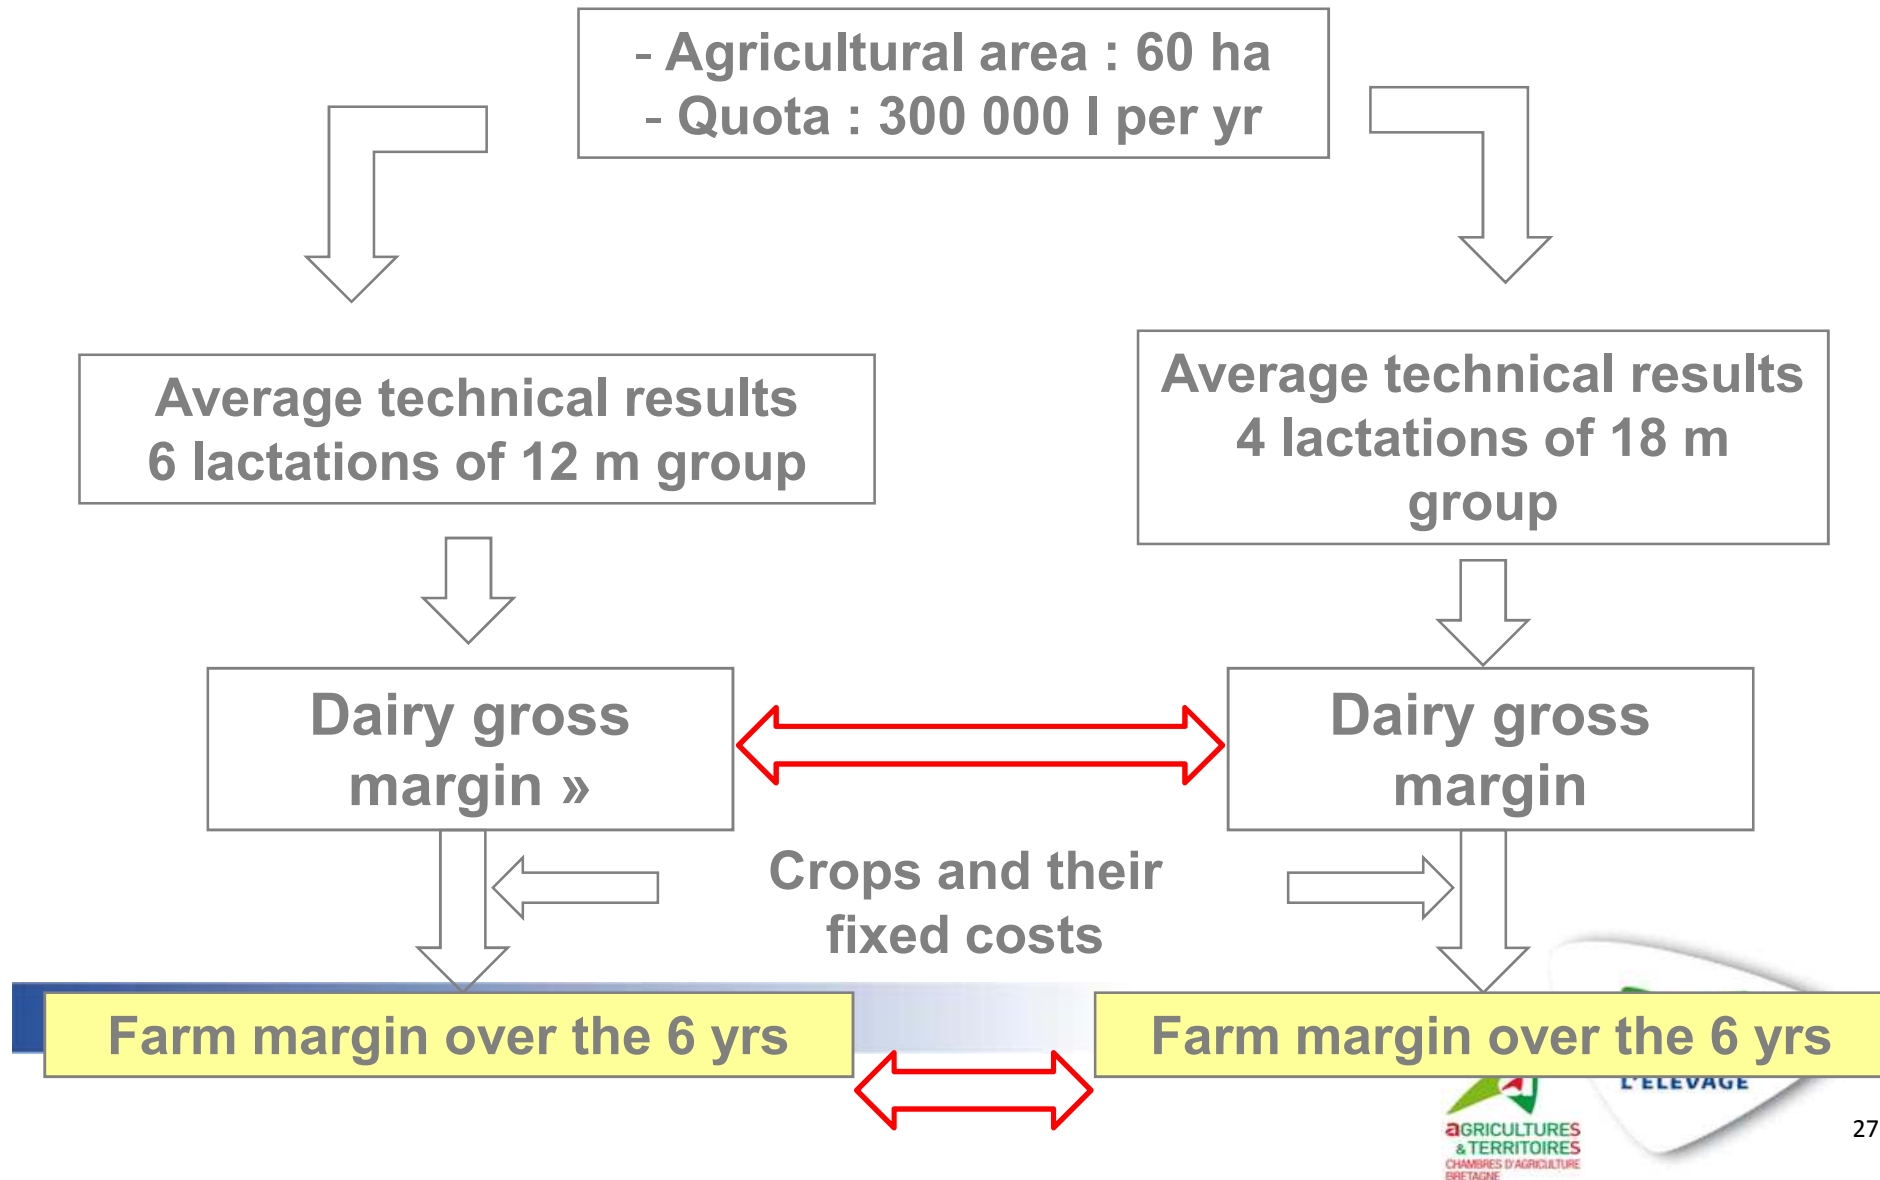 - Agricultural area : 60 ha
- Quota : 300 000 l per yr
Average technical results
6 lactations of 12 m group
Average technical results
4 lactations of 18 m
group
Dairy gross
margin »
Dairy gross
margin
Crops and their
fixed costs
Farm margin over the 6 yrs
Farm margin over the 6 yrs
L'ELEVAGE
aGRICULTURES
& TERRITOIRES
CHAMBRES D'AGRICULTURE
BRETAGNE
27